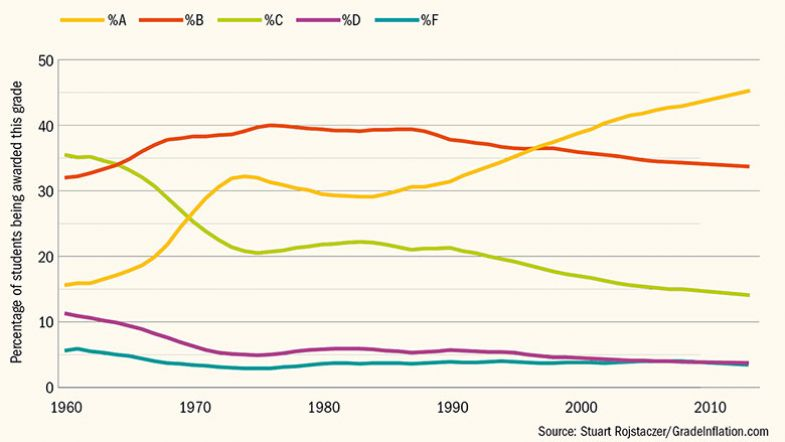 %A %B %C %D %F
Percentage of students being awarded this grade
50
40
30
20
10
0
1960 1970 1980 1990 2000 2010
Source: Stuart Rojstaczer/GradeInflation.com